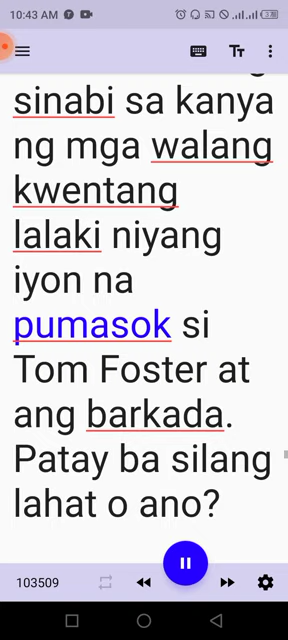 10:43 AM
sinabi sa kanya
ng mga walang
kwentang
lalaki niyang
iyon na
pumasok si
Tom Foster at
ang barkada.
Patay ba silang
lahat o ano?
103509